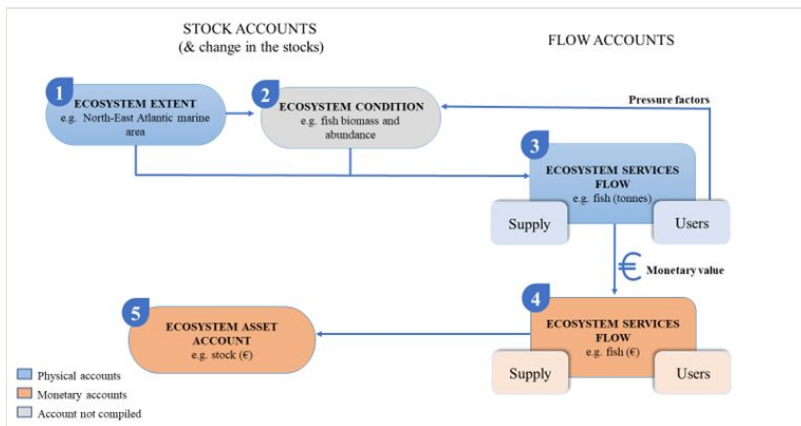 STOCK ACCOUNTS
(& change in the stocks)
FLOW ACCOUNTS
1
ECOSYSTEM EXTENT
e.g. North-East Atlantic marine
area
2
ECOSYSTEM CONDITION
e.g. fish biomass and
abundance
Pressure factors
3
ECOSYSTEM SERVICES
FLOW
e.g. fish (tonnes)
Supply
Users
€
Monetary value
4
ECOSYSTEM SERVICES
FLOW
e.g. fish (€)
Supply
Users
5
ECOSYSTEM ASSET
ACCOUNT
e.g. stock (€)
Physical accounts
Monetary accounts
Account not compiled